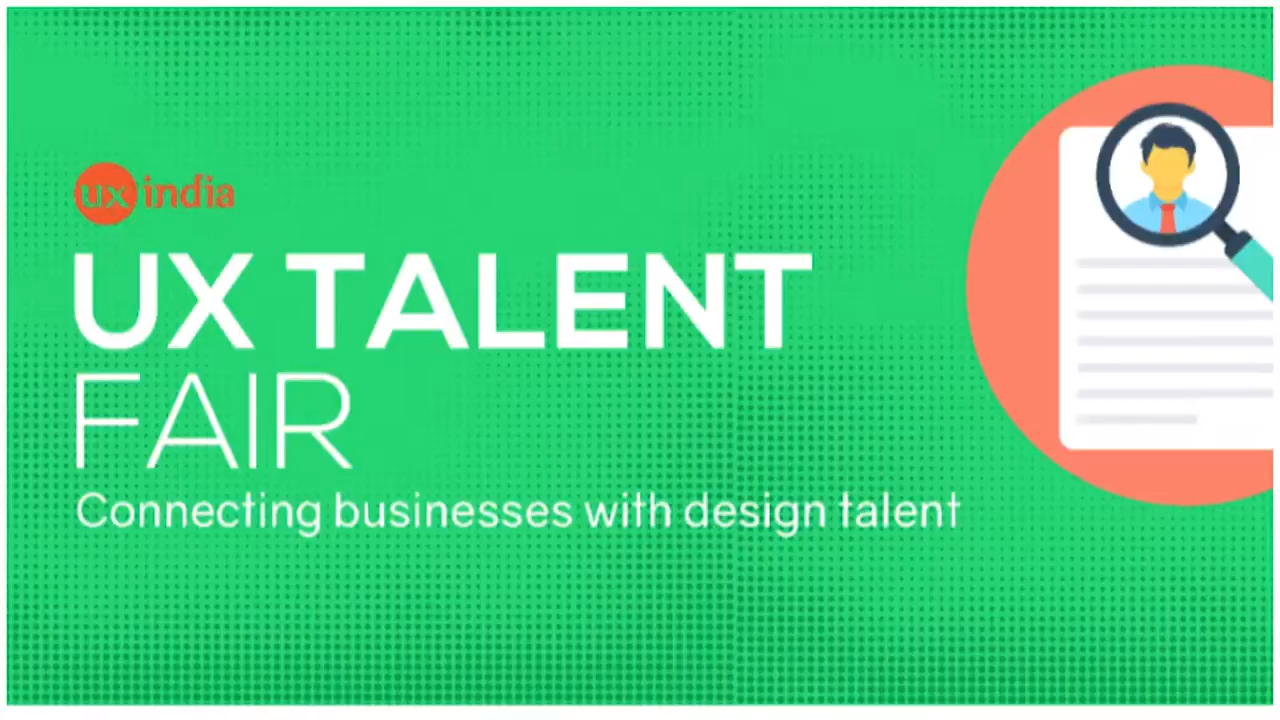 ux india
UX TALENT
FAIR
Connecting businesses with design talent